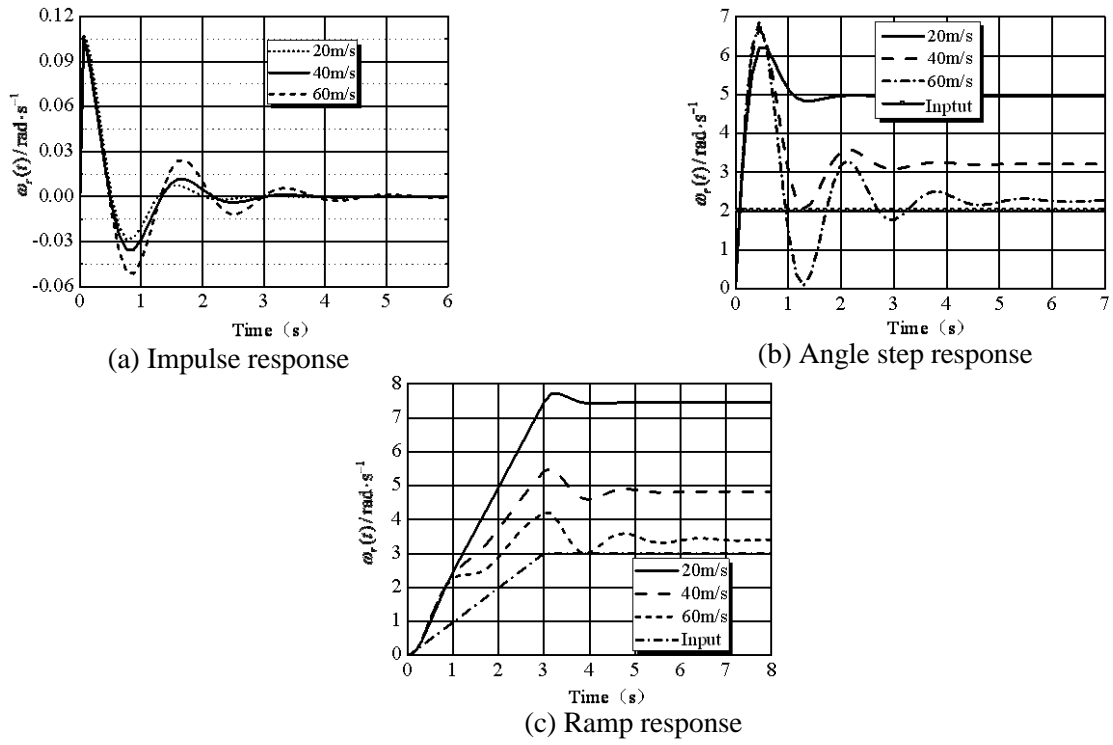 0.12
0.09
0.06
0.03
0.00
-0.03
-0.06
ω_r(t)/rad·s⁻¹
20m/s
40m/s
60m/s
0 1 2 3 4 5 6
Time (s)
(a) Impulse response
7
6
5
4
3
2
1
0
ω_r(t)/rad·s⁻¹
20m/s
40m/s
60m/s
Inptut
0 1 2 3 4 5 6 7
Time (s)
(b) Angle step response
8
7
6
5
4
3
2
1
0
ω_r(t)/rad·s⁻¹
20m/s
40m/s
60m/s
Input
0 1 2 3 4 5 6 7 8
Time (s)
(c) Ramp response